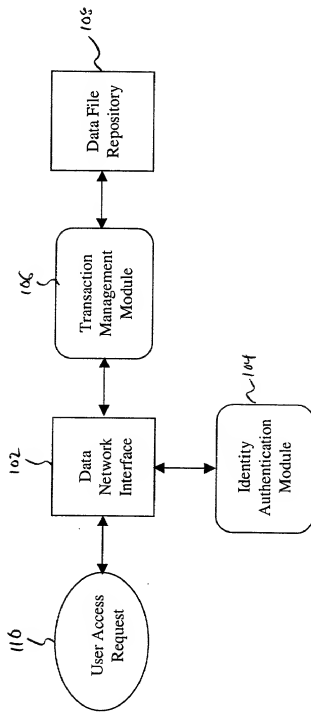 116
User Access
Request
102
Data
Network
Interface
104
Identity
Authentication
Module
106
Transaction
Management
Module
108
Data File
Repository